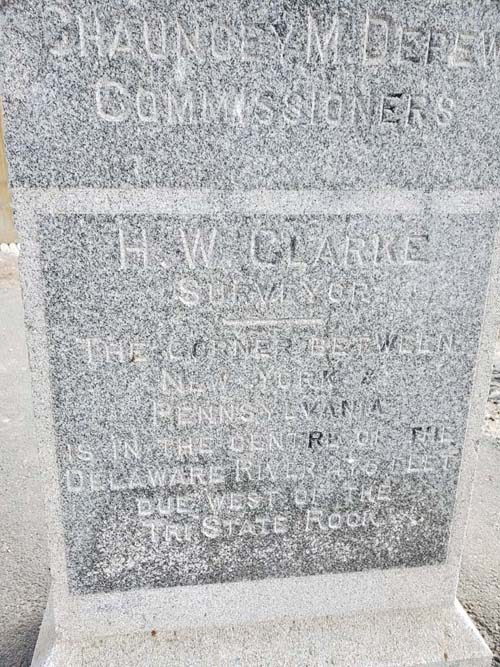 CHAUNCEY M. DEPEW
COMMISSIONERS
H. W. CLARKE
SURVEYOR
THE CORNER BETWEEN
NEW YORK &
PENNSYLVANIA
IS IN THE CENTRE OF THE
DELAWARE RIVER 475 FEET
DUE WEST OF THE
TRI STATE ROCK.